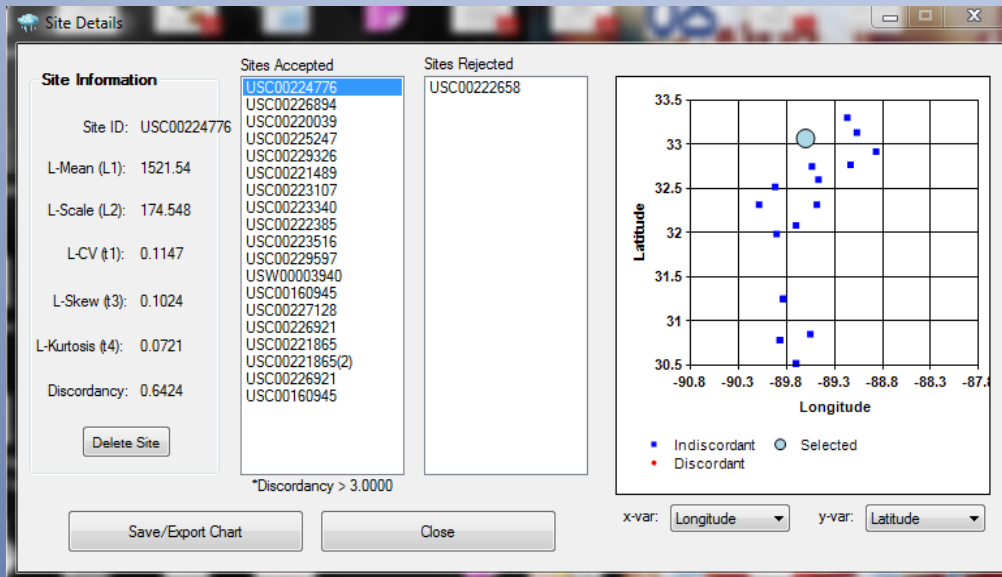 Site Details
Site Information
Site ID: USC00224776
L-Mean (L1): 1521.54
L-Scale (L2): 174.548
L-CV (t1): 0.1147
L-Skew (t3): 0.1024
L-Kurtosis (t4): 0.0721
Discordancy: 0.6424
Delete Site
Sites Accepted
USC00224776
USC00226894
USC00220039
USC00225247
USC00229326
USC00221489
USC00223107
USC00223340
USC00222385
USC00223516
USC00229597
USW00003940
USC00160945
USC00227128
USC00226921
USC00221865
USC00221865(2)
USC00226921
USC00160945
*Discordancy > 3.0000
Sites Rejected
USC00222658
33.5
33
32.5
32
31.5
31
30.5
Latitude
-90.8 -90.3 -89.8 -89.3 -88.8 -88.3 -87.8
Longitude
Indiscordant Selected
Discordant
x-var: Longitude y-var: Latitude
Save/Export Chart Close